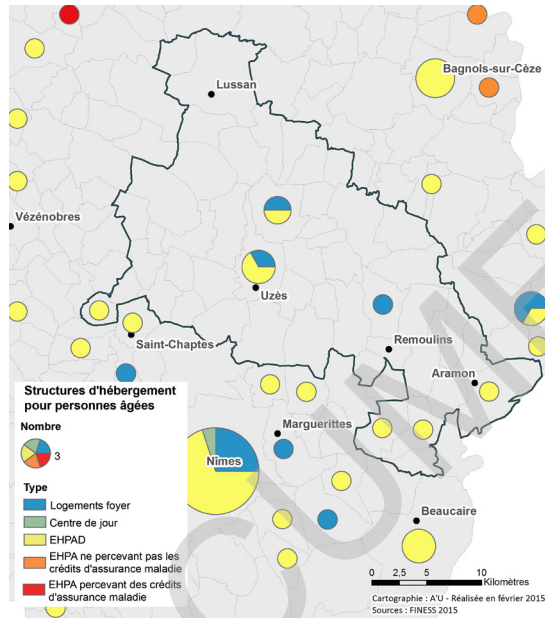 Bagnols-sur-Cèze
Lussan
Vézénobres
Uzès
Saint-Chaptes
Remoulins
Aramon
Structures d'hébergement
pour personnes âgées
Nombre
3
Type
Logements foyer
Centre de jour
EHPAD
EHPA ne percevant pas les
crédits d'assurance maladie
EHPA percevant des crédits
d'assurance maladie
Marguerittes
Nîmes
Beaucaire
0 2,5 5 10
Kilomètres
Cartographie : A'U - Réalisée en février 2015
Sources : FINESS 2015
CUME